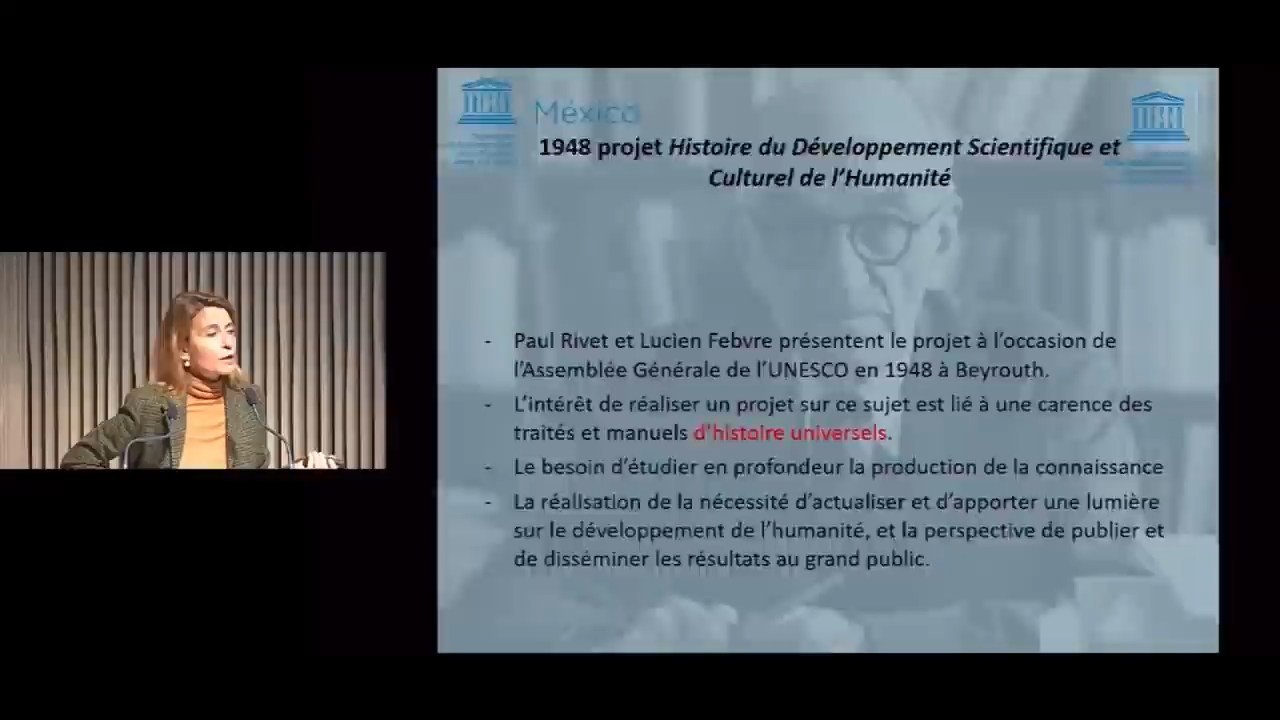 México
1948 projet Histoire du Développement Scientifique et
Culturel de l’Humanité
- Paul Rivet et Lucien Febvre présentent le projet à l’occasion de
l’Assemblée Générale de l’UNESCO en 1948 à Beyrouth.
- L’intérêt de réaliser un projet sur ce sujet est lié à une carence des
traités et manuels d’histoire universels.
- Le besoin d’étudier en profondeur la production de la connaissance
- La réalisation de la nécessité d’actualiser et d’apporter une lumière
sur le développement de l’humanité, et la perspective de publier et
de disséminer les résultats au grand public.